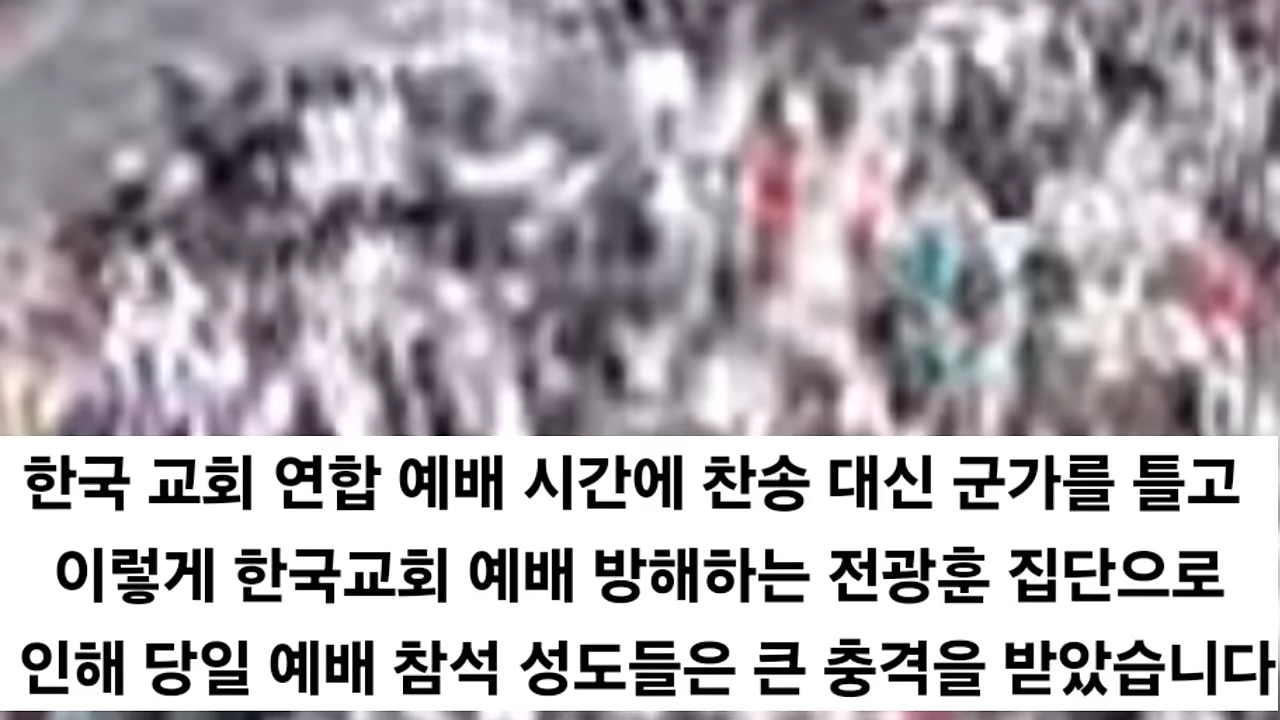 한국 교회 연합 예배 시간에 찬송 대신 군가를 틀고
이렇게 한국교회 예배 방해하는 전광훈 집단으로
인해 당일 예배 참석 성도들은 큰 충격을 받았습니다